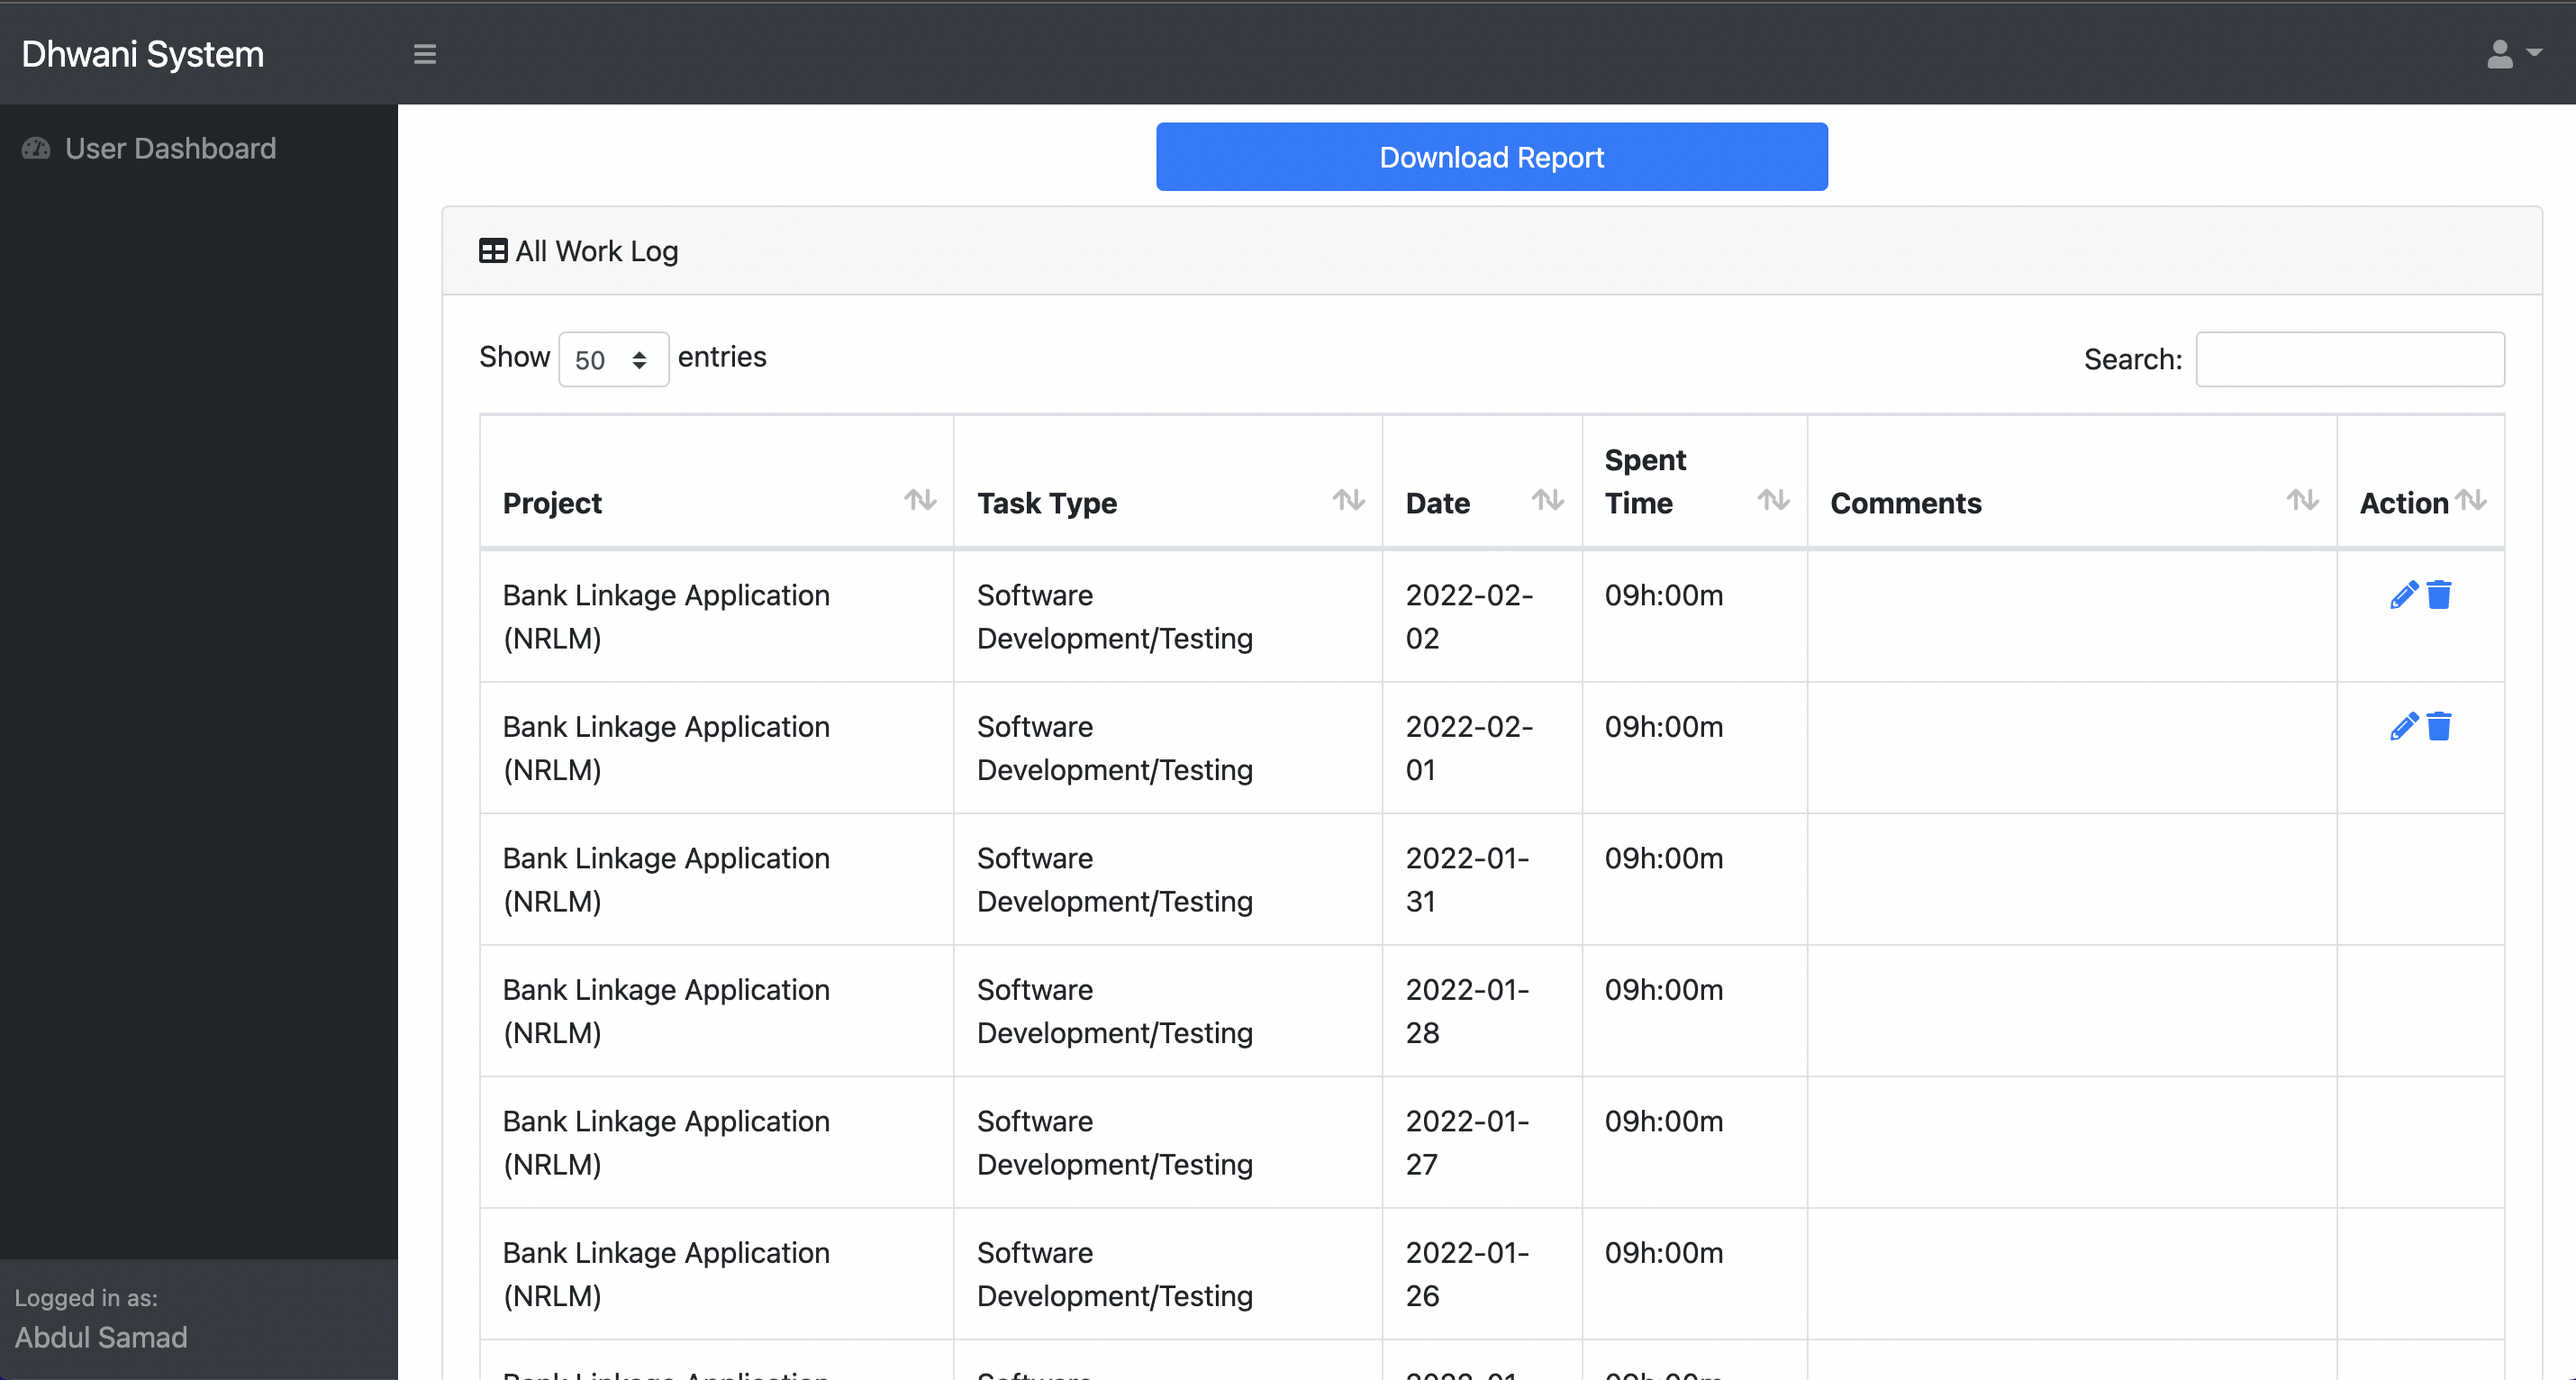 Dhwani System
User Dashboard
Download Report
All Work Log
Show 50 entries
Search:
Project Task Type Date Spent Time Comments Action
Bank Linkage Application (NRLM) Software Development/Testing 2022-02-02 09h:00m
Bank Linkage Application (NRLM) Software Development/Testing 2022-02-01 09h:00m
Bank Linkage Application (NRLM) Software Development/Testing 2022-01-31 09h:00m
Bank Linkage Application (NRLM) Software Development/Testing 2022-01-28 09h:00m
Bank Linkage Application (NRLM) Software Development/Testing 2022-01-27 09h:00m
Bank Linkage Application (NRLM) Software Development/Testing 2022-01-26 09h:00m
Logged in as:
Abdul Samad